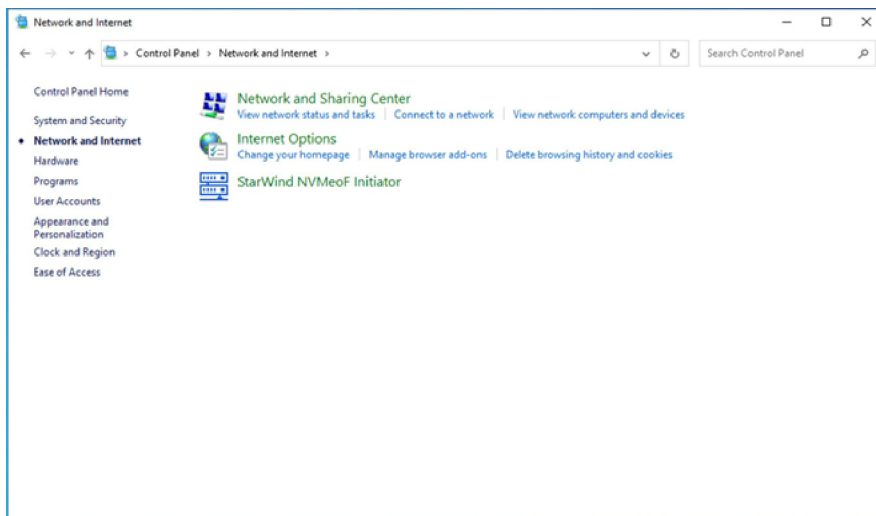 Network and Internet
Control Panel > Network and Internet >
Search Control Panel
Control Panel Home
System and Security
Network and Internet
Hardware
Programs
User Accounts
Appearance and
Personalization
Clock and Region
Ease of Access
Network and Sharing Center
View network status and tasks | Connect to a network | View network computers and devices
Internet Options
Change your homepage | Manage browser add-ons | Delete browsing history and cookies
StarWind NVMeoF Initiator